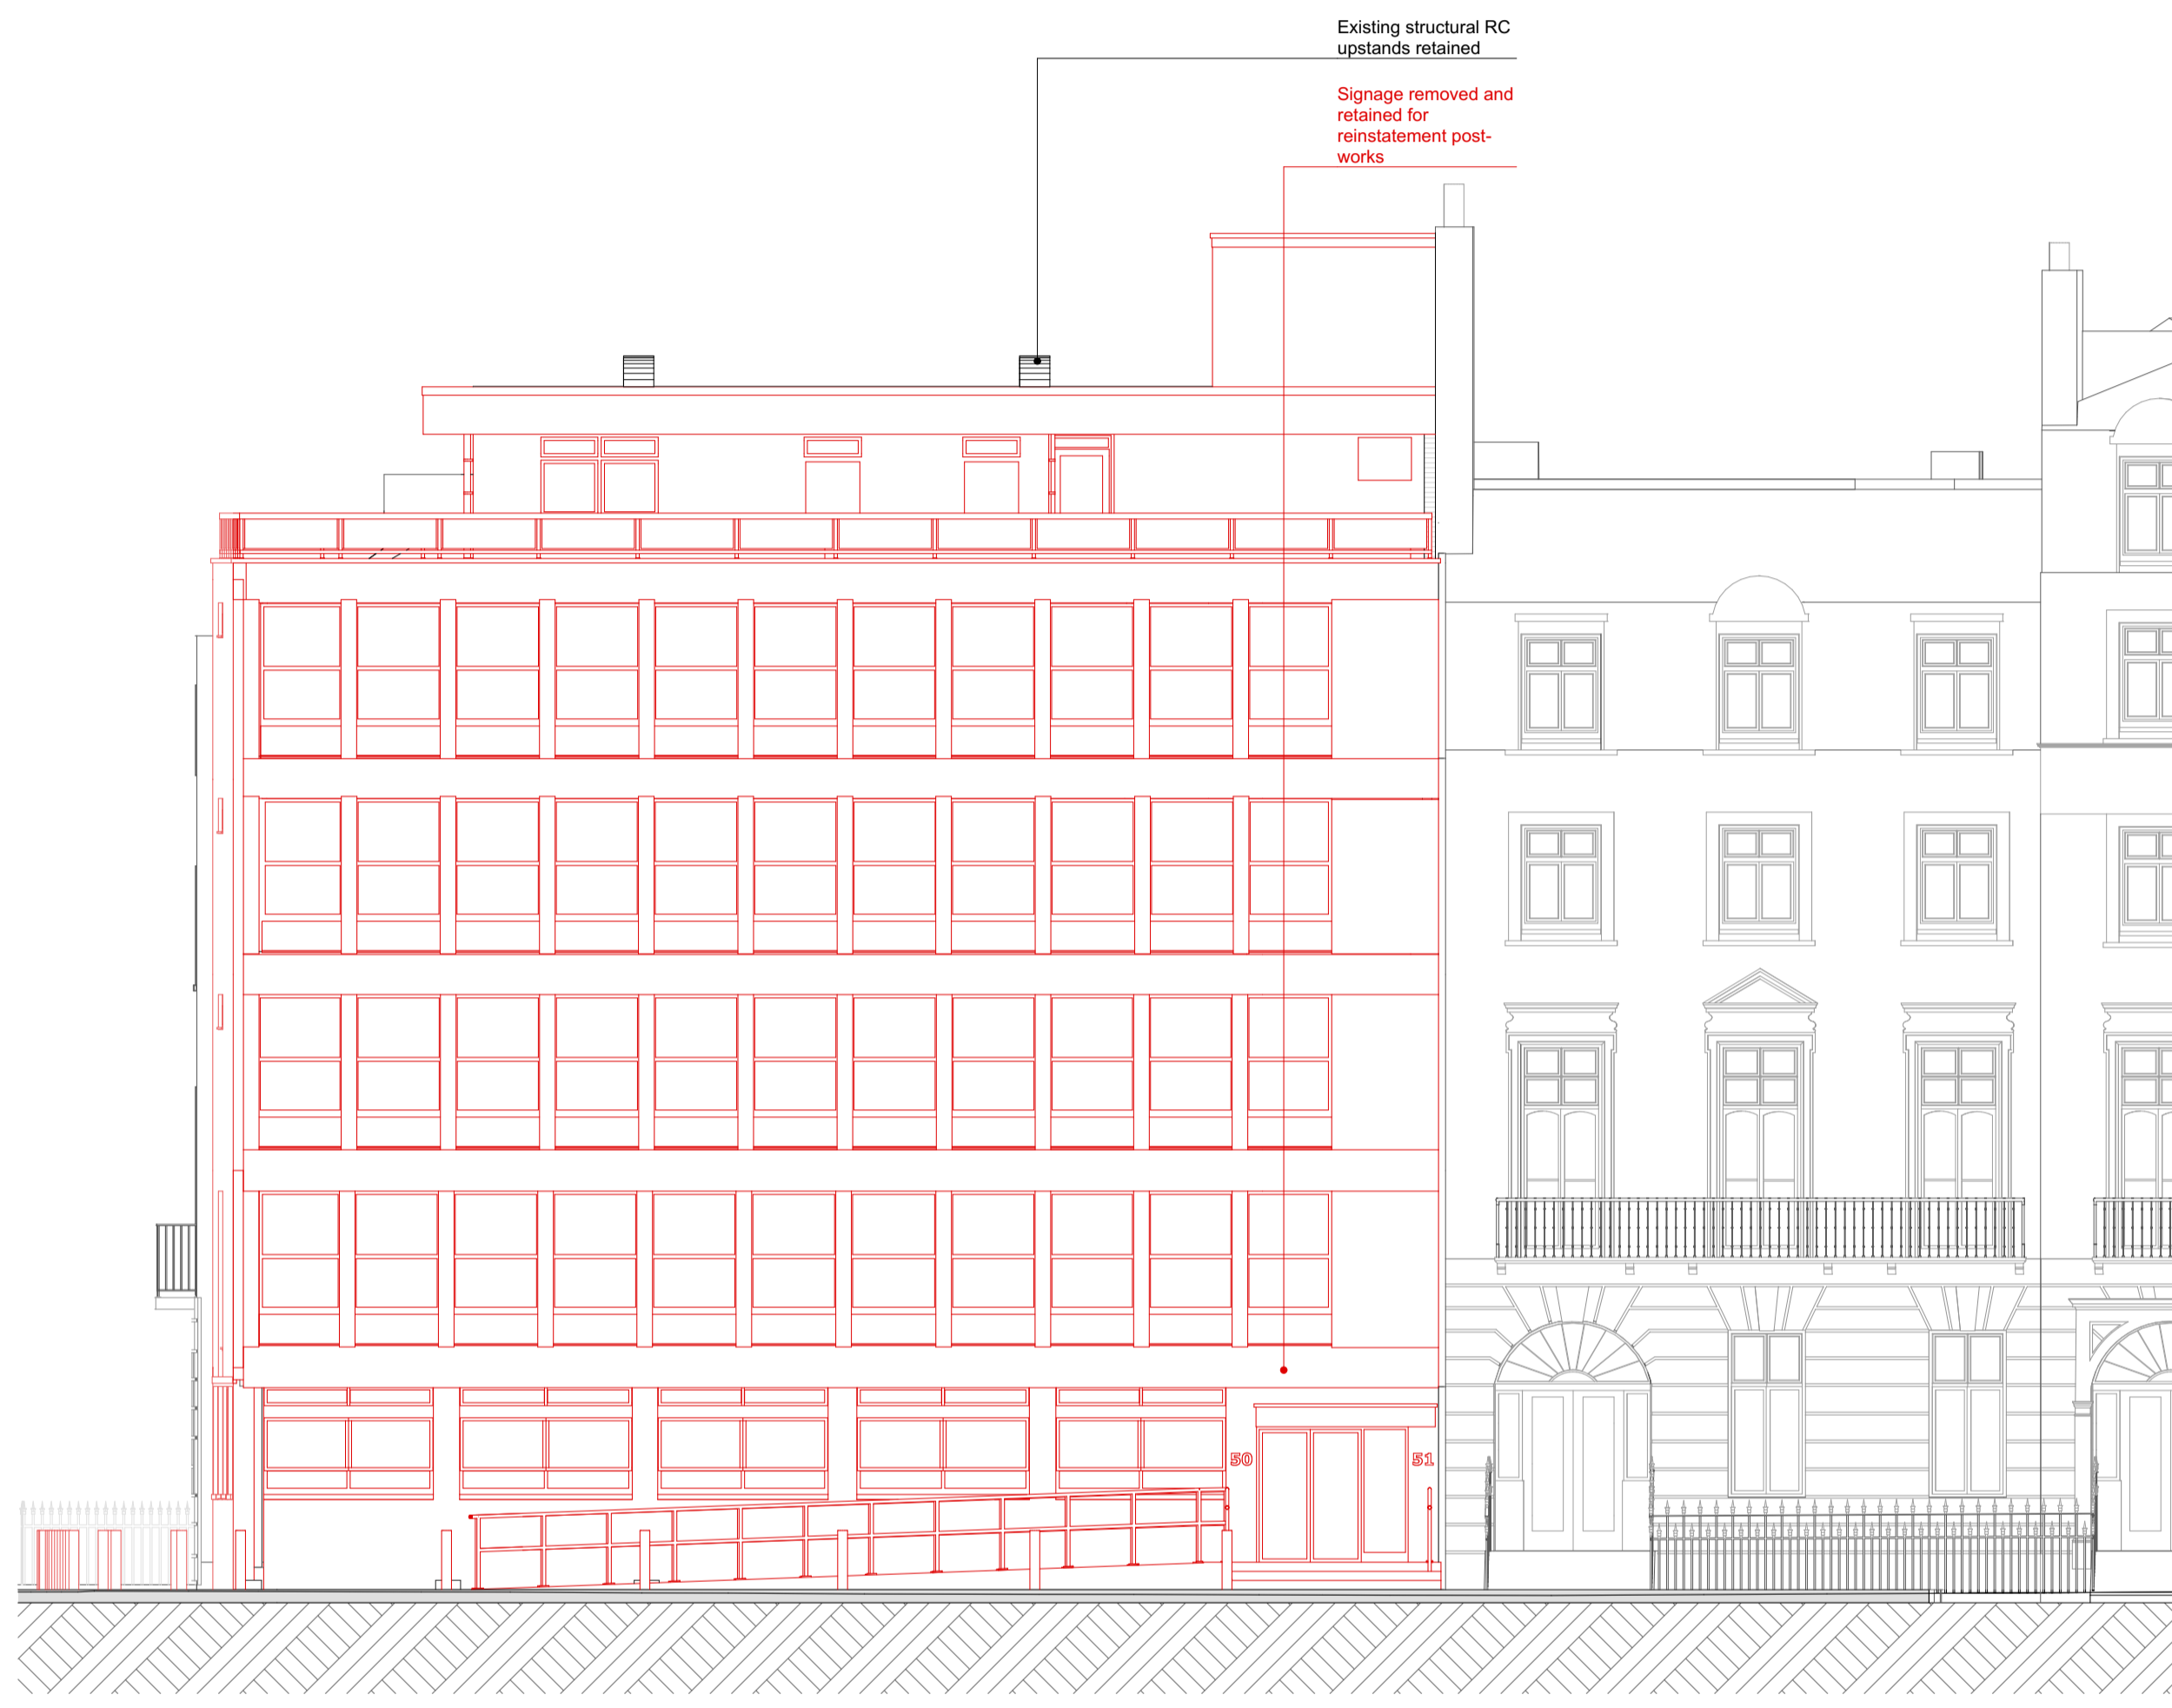 Existing structural RC
upstands retained
Signage removed and
retained for
reinstatement post-
works
50
51